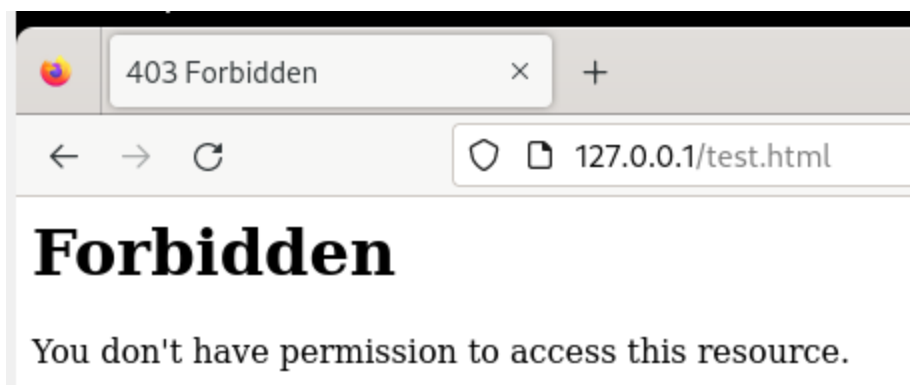 403 Forbidden
127.0.0.1/test.html
Forbidden
You don't have permission to access this resource.